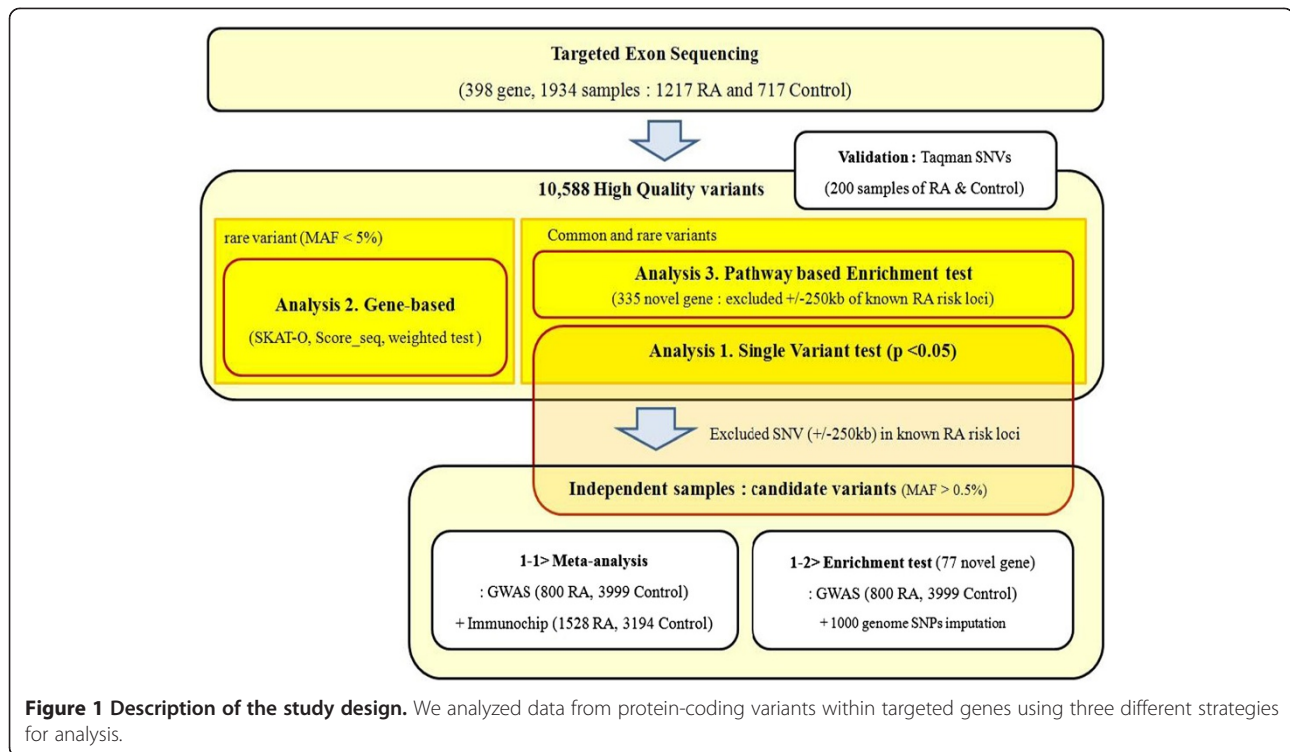 Targeted Exon Sequencing
(398 gene, 1934 samples : 1217 RA and 717 Control)
Validation : Taqman SNVs
(200 samples of RA & Control)
10,588 High Quality variants
rare variant (MAF < 5%)
Analysis 2. Gene-based
(SKAT-O, Score_seq, weighted test )
Common and rare variants
Analysis 3. Pathway based Enrichment test
(335 novel gene : excluded +/-250kb of known RA risk loci)
Analysis 1. Single Variant test (p <0.05)
Excluded SNV (+/-250kb) in known RA risk loci
Independent samples : candidate variants (MAF > 0.5%)
1-1> Meta-analysis
: GWAS (800 RA, 3999 Control)
+ Immunochip (1528 RA, 3194 Control)
1-2> Enrichment test (77 novel gene)
: GWAS (800 RA, 3999 Control)
+ 1000 genome SNPs imputation
Figure 1 Description of the study design. We analyzed data from protein-coding variants within targeted genes using three different strategies
for analysis.